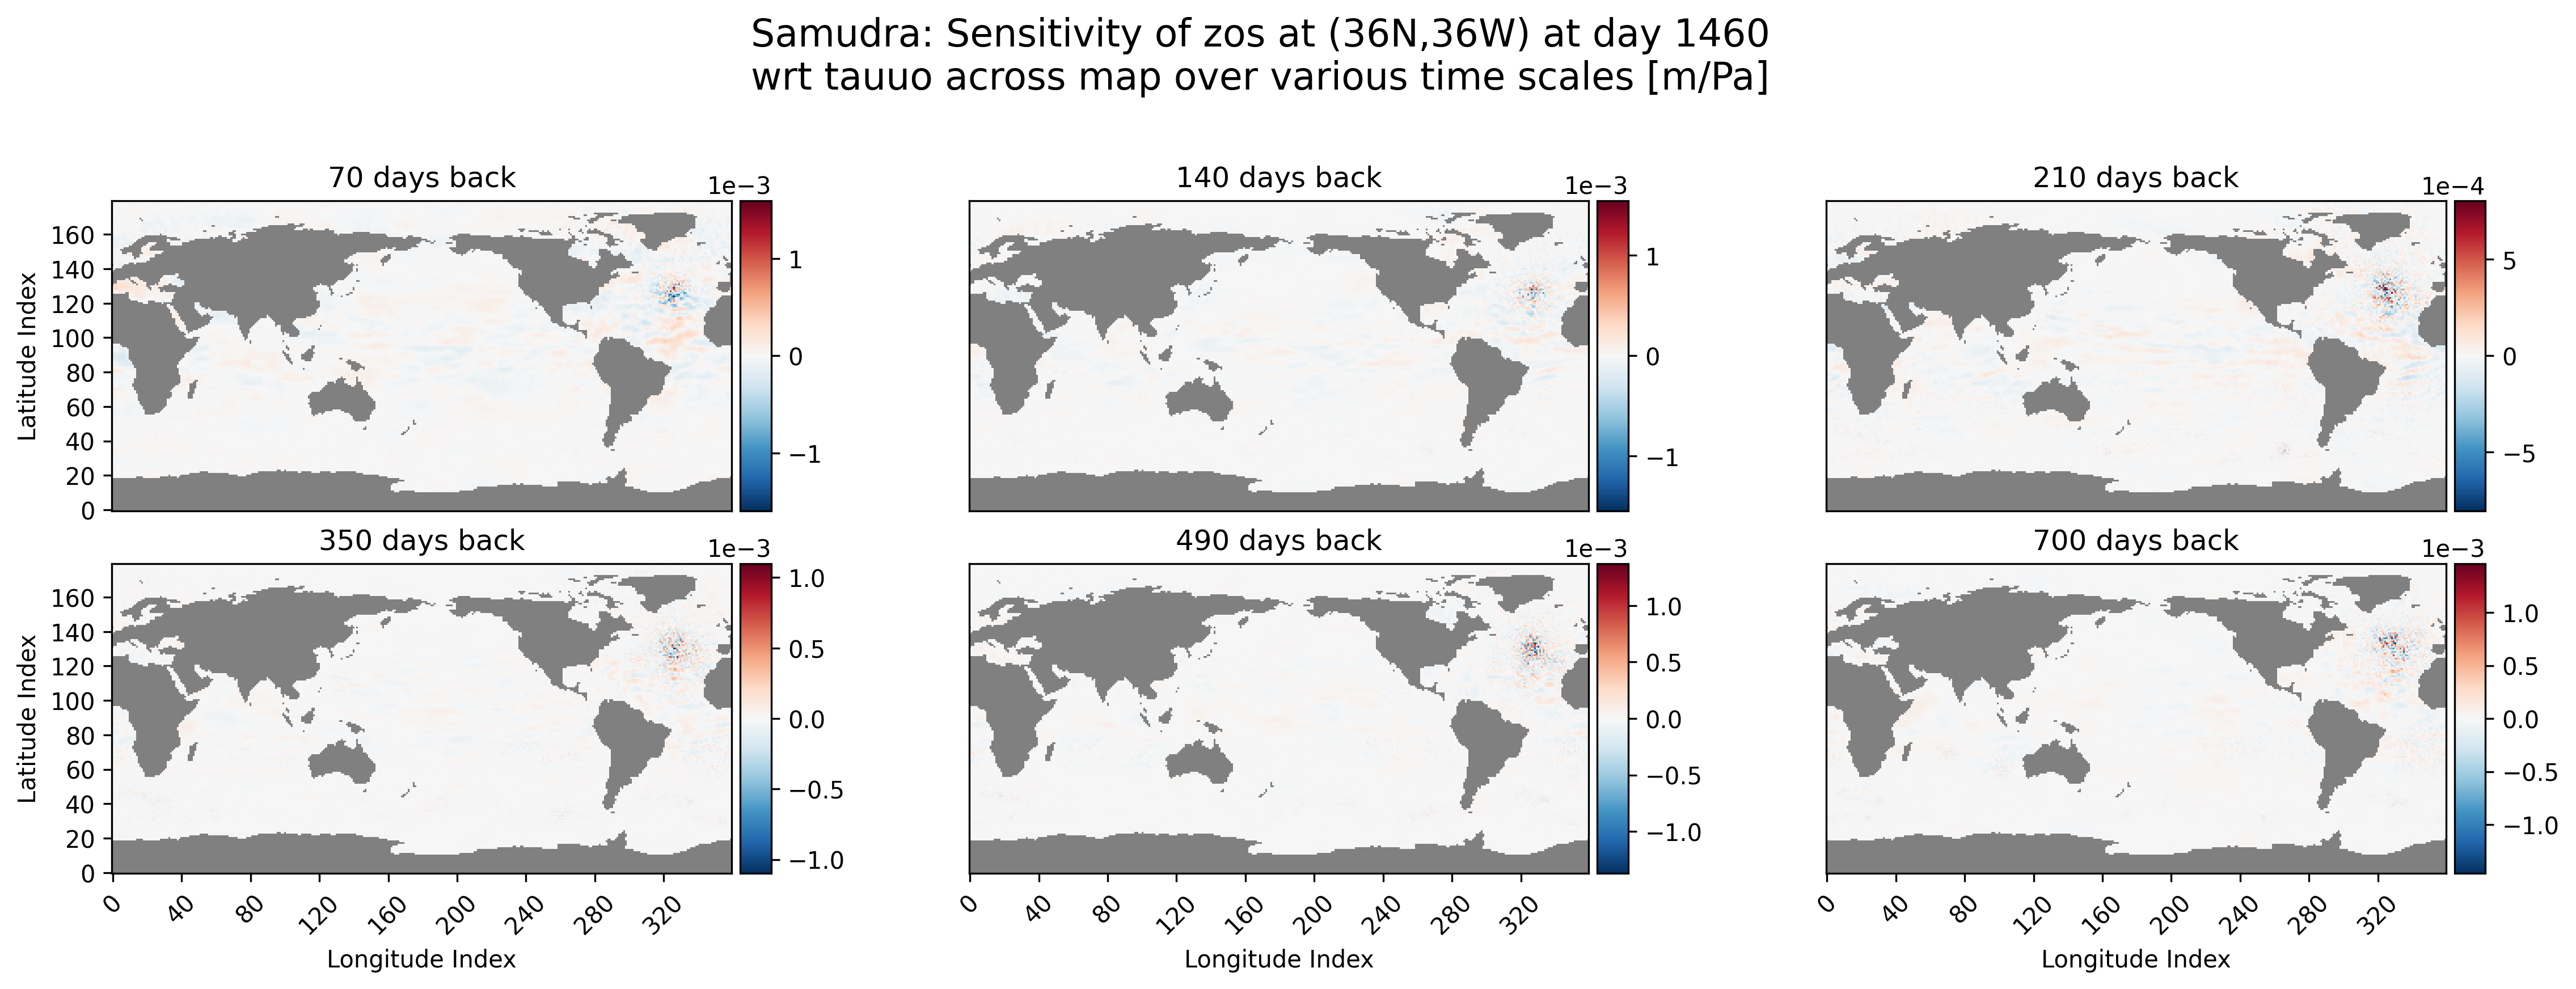 Samudra: Sensitivity of zos at (36N,36W) at day 1460
wrt tauuo across map over various time scales [m/Pa]
70 days back
1e−3
140 days back
1e−3
210 days back
1e−4
Latitude Index
160
140
120
100
80
60
40
20
0
1
0
−1
1
0
−1
5
0
−5
350 days back
1e−3
490 days back
1e−3
700 days back
1e−3
Latitude Index
160
140
120
100
80
60
40
20
0
1.0
0.5
0.0
−0.5
−1.0
1.0
0.5
0.0
−0.5
−1.0
1.0
0.5
0.0
−0.5
−1.0
0 40 80 120 160 200 240 280 320
0 40 80 120 160 200 240 280 320
0 40 80 120 160 200 240 280 320
Longitude Index
Longitude Index
Longitude Index